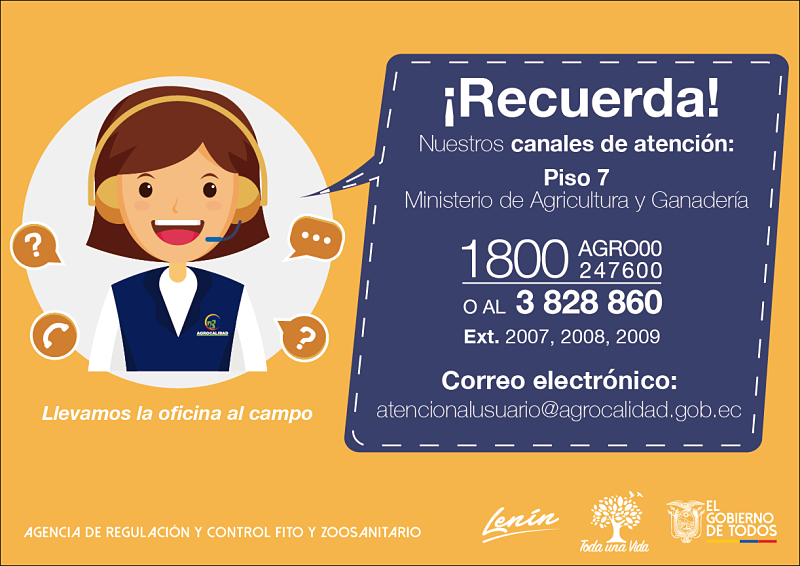 ¡Recuerda!
Nuestros canales de atención:
Piso 7
Ministerio de Agricultura y Ganadería
1800 AGRO00
247600
O AL 3 828 860
Ext. 2007, 2008, 2009
Correo electrónico:
atencionalusuario@agrocalidad.gob.ec
?
?
AGROCALIDAD
Llevamos la oficina al campo
AGENCIA DE REGULACIÓN Y CONTROL FITO Y ZOOSANITARIO
Lenín
Toda una Vida
EL
GOBIERNO
DE TODOS